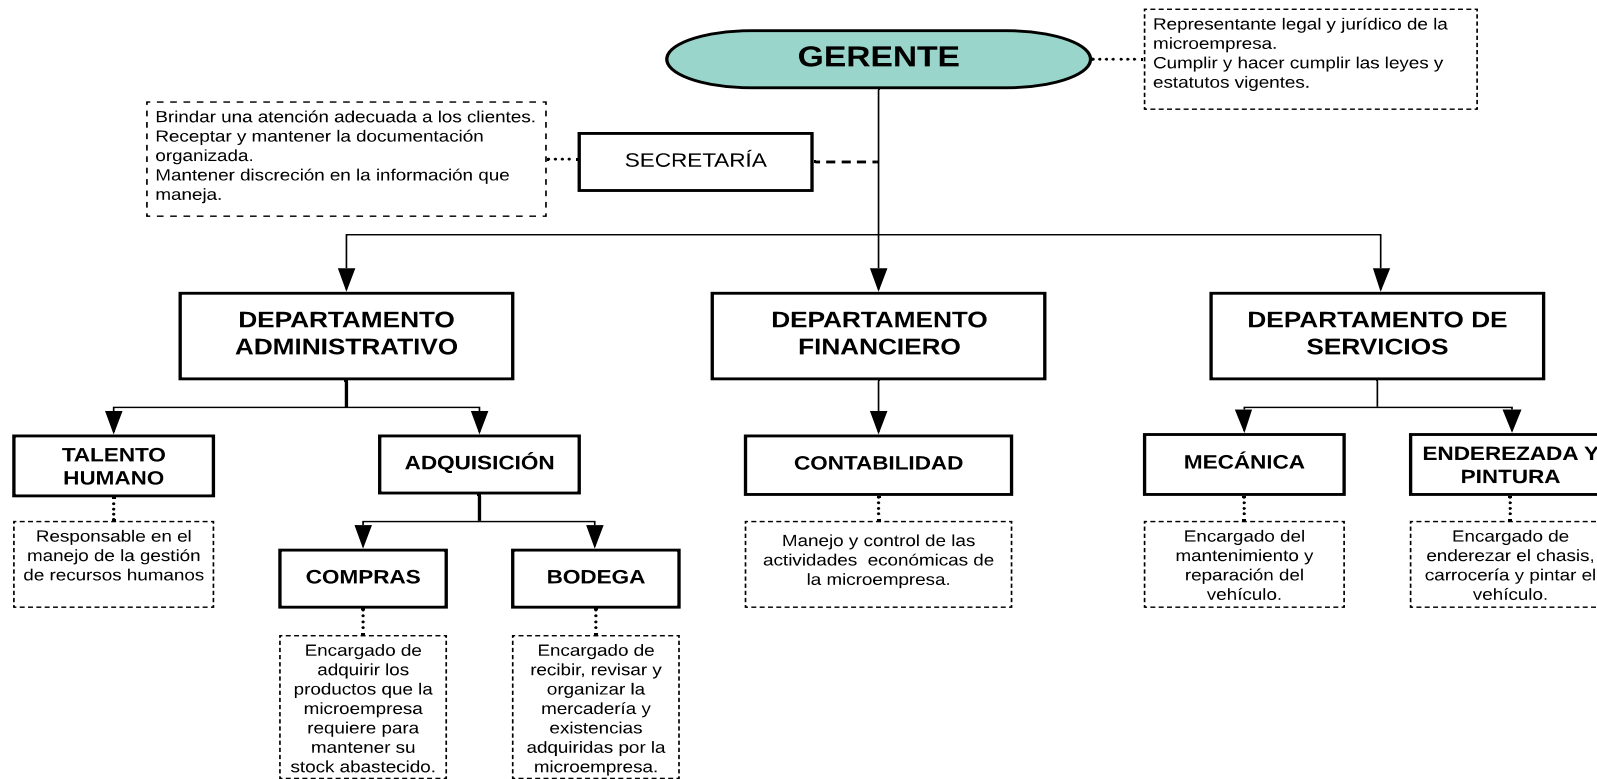 GERENTE
Representante legal y jurídico de la
microempresa.
Cumplir y hacer cumplir las leyes y
estatutos vigentes.
Brindar una atención adecuada a los clientes.
Receptar y mantener la documentación
organizada.
Mantener discreción en la información que
maneja.
SECRETARÍA
DEPARTAMENTO
ADMINISTRATIVO
DEPARTAMENTO
FINANCIERO
DEPARTAMENTO DE
SERVICIOS
TALENTO
HUMANO
ADQUISICIÓN
CONTABILIDAD
MECÁNICA
ENDEREZADA Y
PINTURA
Responsable en el
manejo de la gestión
de recursos humanos
COMPRAS
BODEGA
Manejo y control de las
actividades  económicas de
la microempresa.
Encargado del
mantenimiento y
reparación del
vehículo.
Encargado de
enderezar el chasis,
carrocería y pintar el
vehículo.
Encargado de
adquirir los
productos que la
microempresa
requiere para
mantener su
stock abastecido.
Encargado de
recibir, revisar y
organizar la
mercadería y
existencias
adquiridas por la
microempresa.